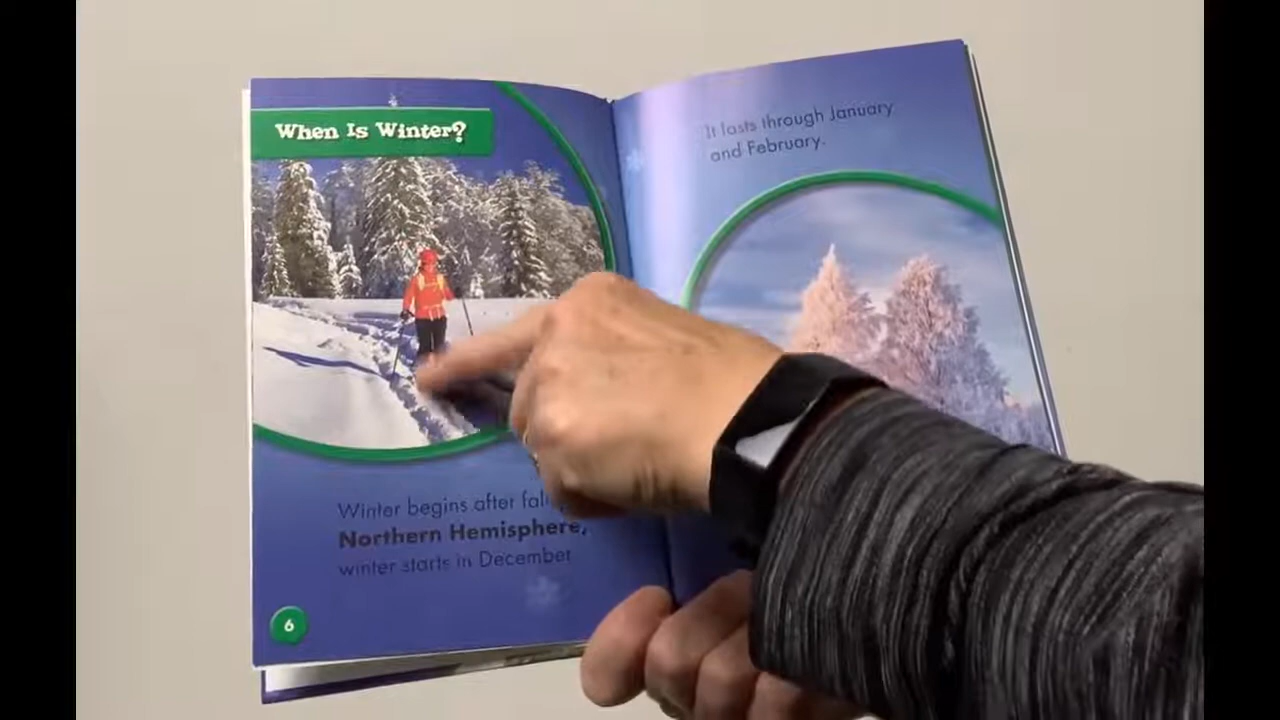 When Is Winter?
Winter begins after fall
Northern Hemisphere,
winter starts in December
6
It lasts through January
and February.